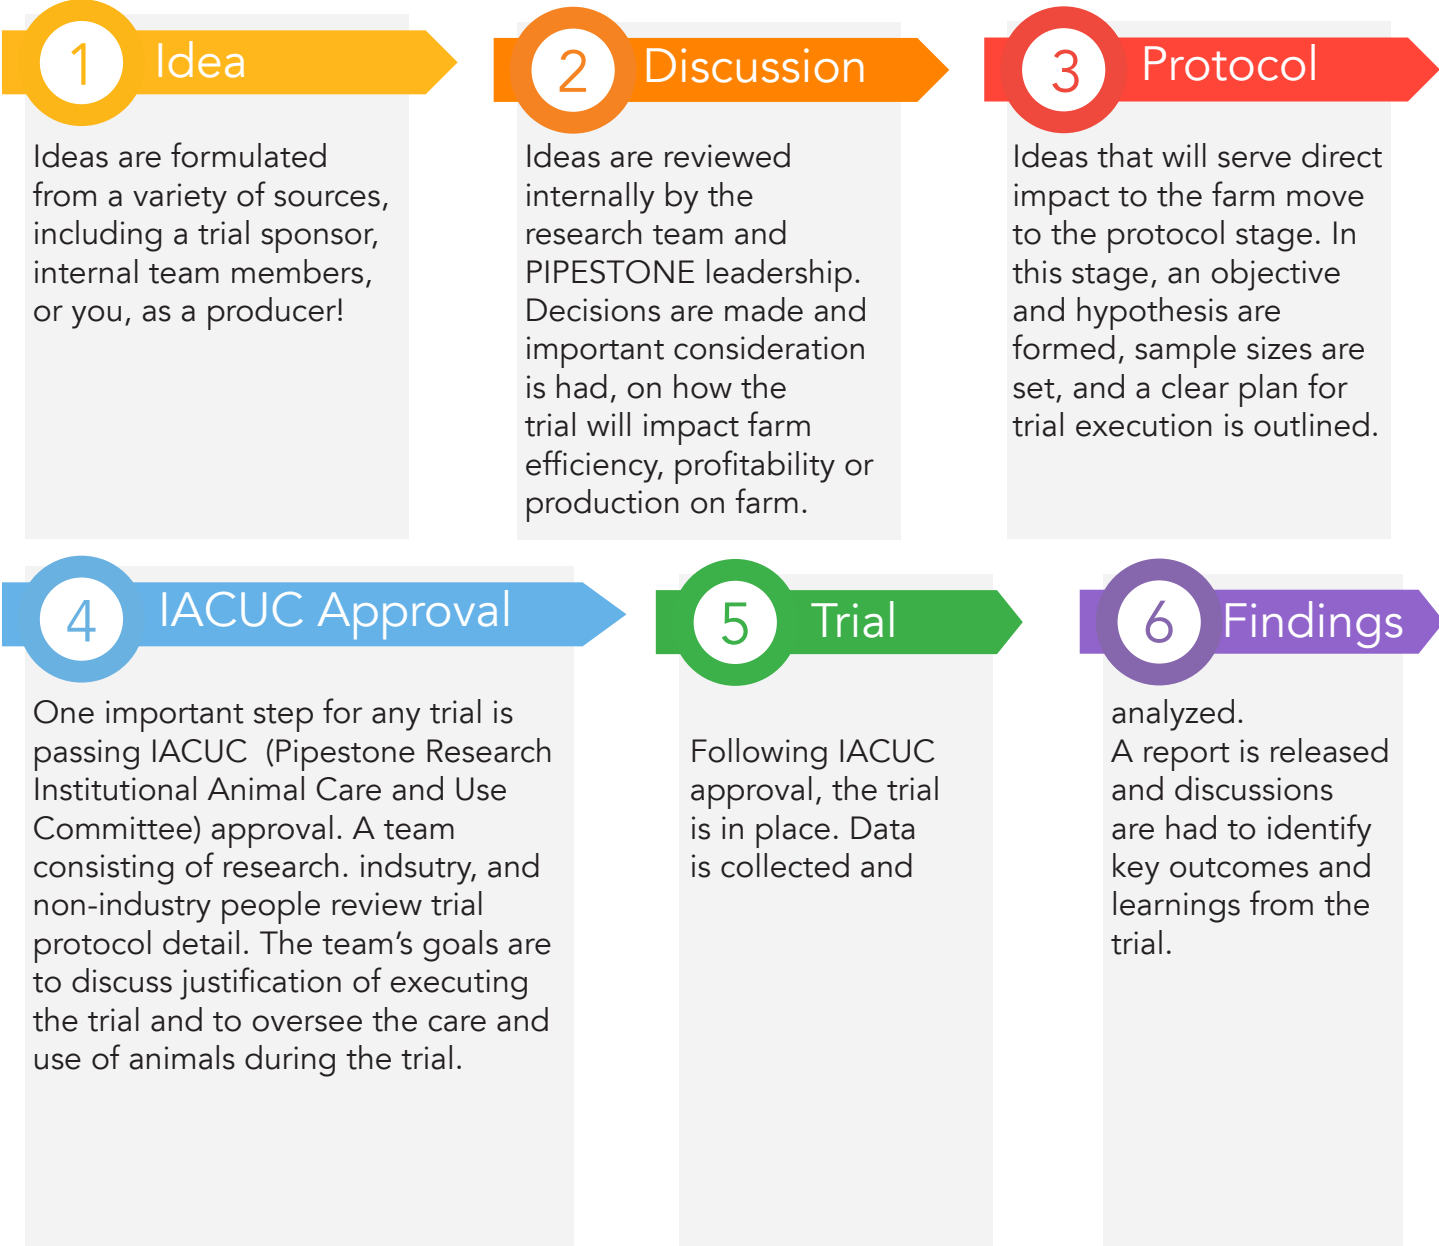 1 Idea
Ideas are formulated
from a variety of sources,
including a trial sponsor,
internal team members,
or you, as a producer!
2 Discussion
Ideas are reviewed
internally by the
research team and
PIPESTONE leadership.
Decisions are made and
important consideration
is had, on how the
trial will impact farm
efficiency, profitability or
production on farm.
3 Protocol
Ideas that will serve direct
impact to the farm move
to the protocol stage. In
this stage, an objective
and hypothesis are
formed, sample sizes are
set, and a clear plan for
trial execution is outlined.
4 IACUC Approval
One important step for any trial is
passing IACUC  (Pipestone Research
Institutional Animal Care and Use
Committee) approval. A team
consisting of research. indsutry, and
non-industry people review trial
protocol detail. The team’s goals are
to discuss justification of executing
the trial and to oversee the care and
use of animals during the trial.
5 Trial
Following IACUC
approval, the trial
is in place. Data
is collected and
6 Findings
analyzed.
A report is released
and discussions
are had to identify
key outcomes and
learnings from the
trial.